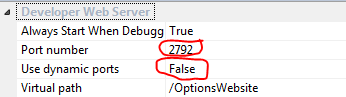 Developer Web Server
Always Start When Debugg True
Port number 2792
Use dynamic ports False
Virtual path /OptionsWebsite